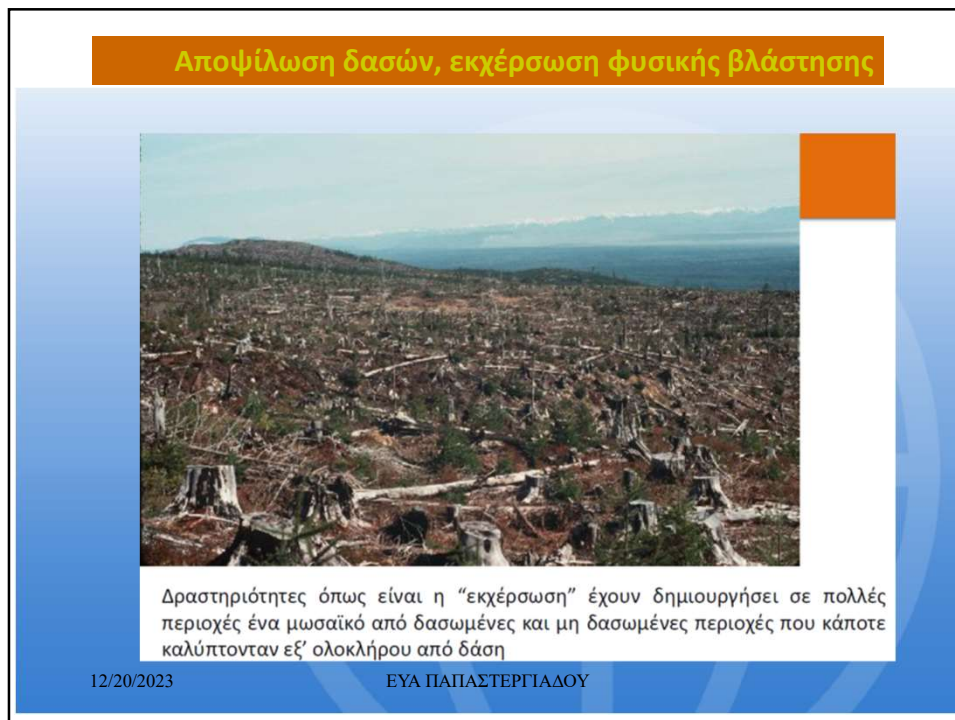 Αποψίλωση δασών, εκχέρσωση φυσικής βλάστησης
Δραστηριότητες όπως είναι η “εκχέρσωση” έχουν δημιουργήσει σε πολλές
περιοχές ένα μωσαϊκό από δασωμένες και μη δασωμένες περιοχές που κάποτε
καλύπτονταν εξ’ ολοκλήρου από δάση
12/20/2023 ΕΥΑ ΠΑΠΑΣΤΕΡΓΙΑΔΟΥ